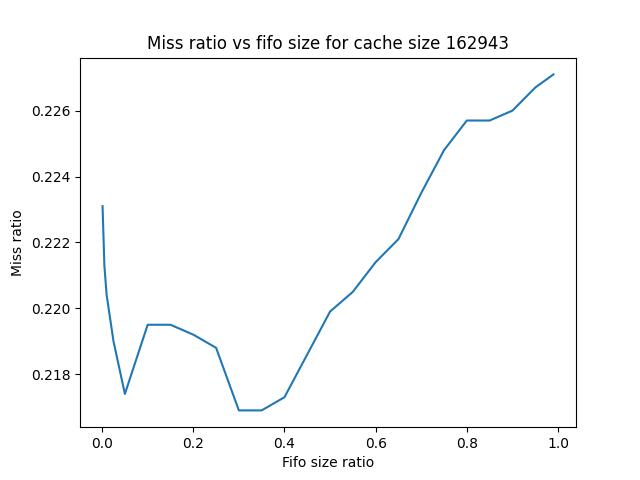 Miss ratio vs fifo size for cache size 162943
0.226
0.224
0.222
0.220
0.218
Miss ratio
0.0 0.2 0.4 0.6 0.8 1.0
Fifo size ratio